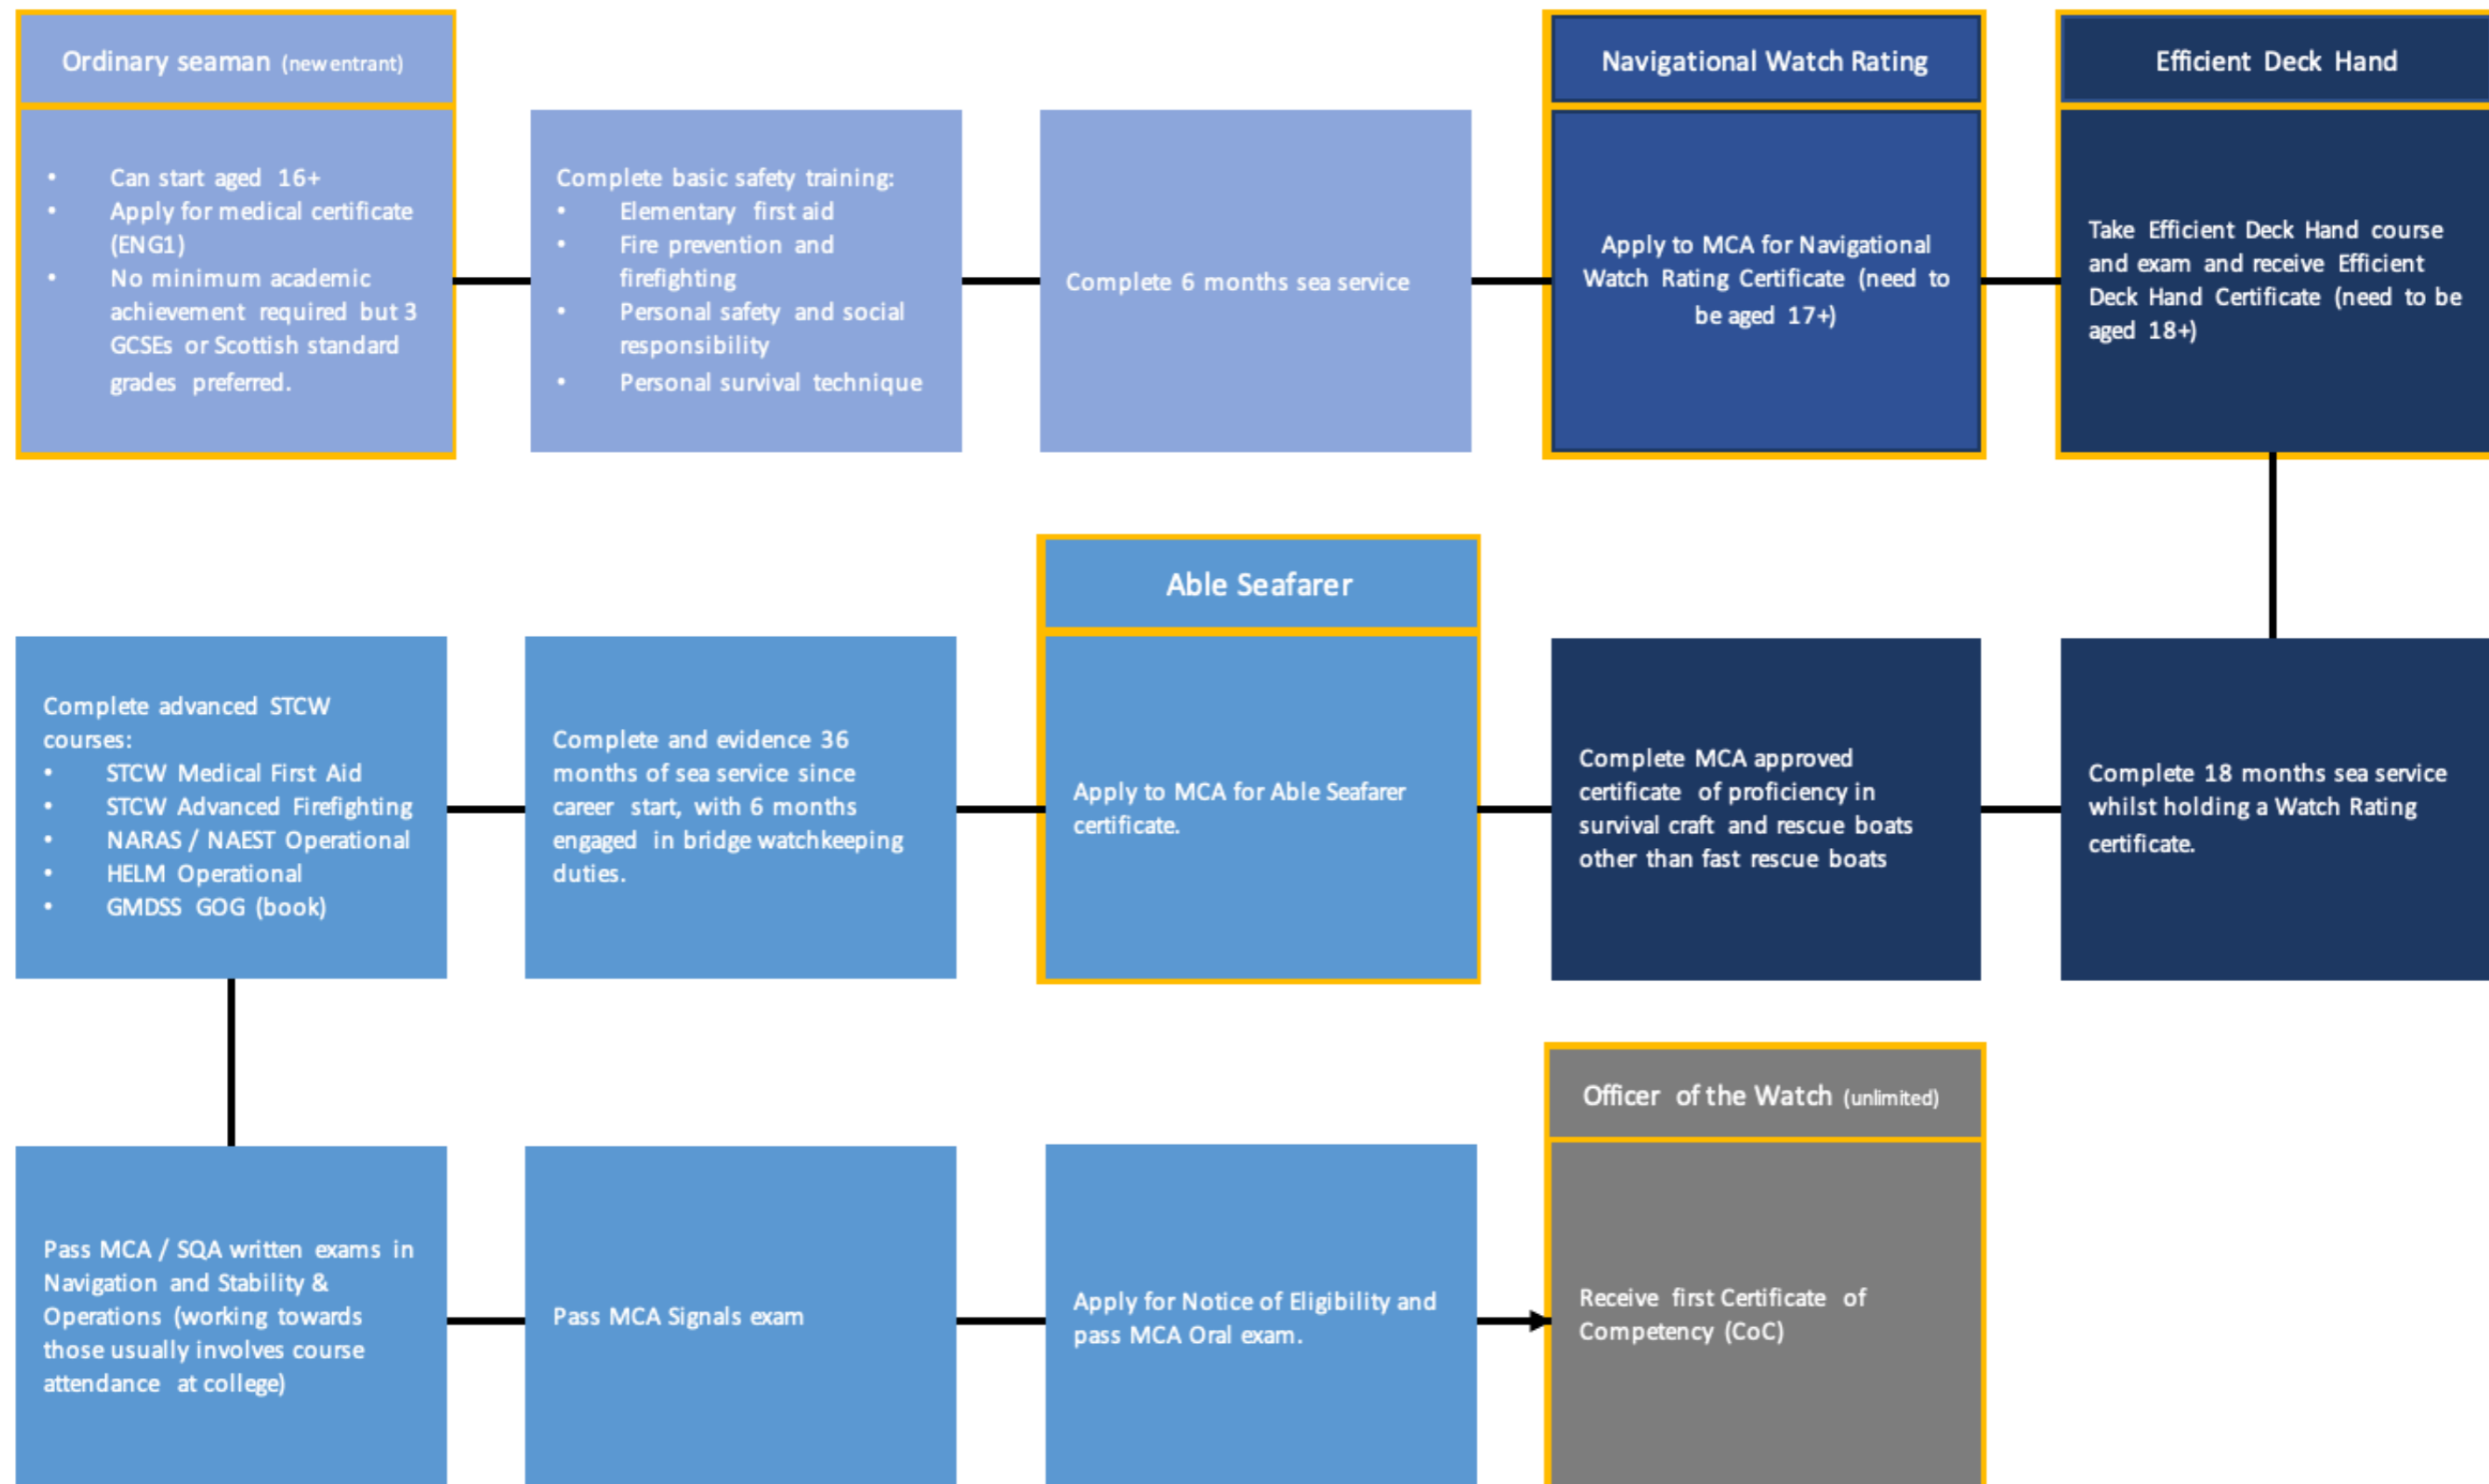 Ordinary seaman (new entrant)
• Can start aged 16+
• Apply for medical certificate
(ENG1)
• No minimum academic
achievement required but 3
GCSEs or Scottish standard
grades preferred.
Complete basic safety training:
• Elementary first aid
• Fire prevention and
firefighting
• Personal safety and social
responsibility
• Personal survival technique
Complete 6 months sea service
Navigational Watch Rating
Apply to MCA for Navigational
Watch Rating Certificate (need to
be aged 17+)
Efficient Deck Hand
Take Efficient Deck Hand course
and exam and receive Efficient
Deck Hand Certificate (need to be
aged 18+)
Complete 18 months sea service
whilst holding a Watch Rating
certificate.
Complete MCA approved
certificate of proficiency in
survival craft and rescue boats
other than fast rescue boats
Able Seafarer
Apply to MCA for Able Seafarer
certificate.
Complete and evidence 36
months of sea service since
career start, with 6 months
engaged in bridge watchkeeping
duties.
Complete advanced STCW
courses:
• STCW Medical First Aid
• STCW Advanced Firefighting
• NARAS / NAEST Operational
• HELM Operational
• GMDSS GOG (book)
Pass MCA / SQA written exams in
Navigation and Stability &
Operations (working towards
those usually involves course
attendance at college)
Pass MCA Signals exam
Apply for Notice of Eligibility and
pass MCA Oral exam.
Officer of the Watch (unlimited)
Receive first Certificate of
Competency (CoC)